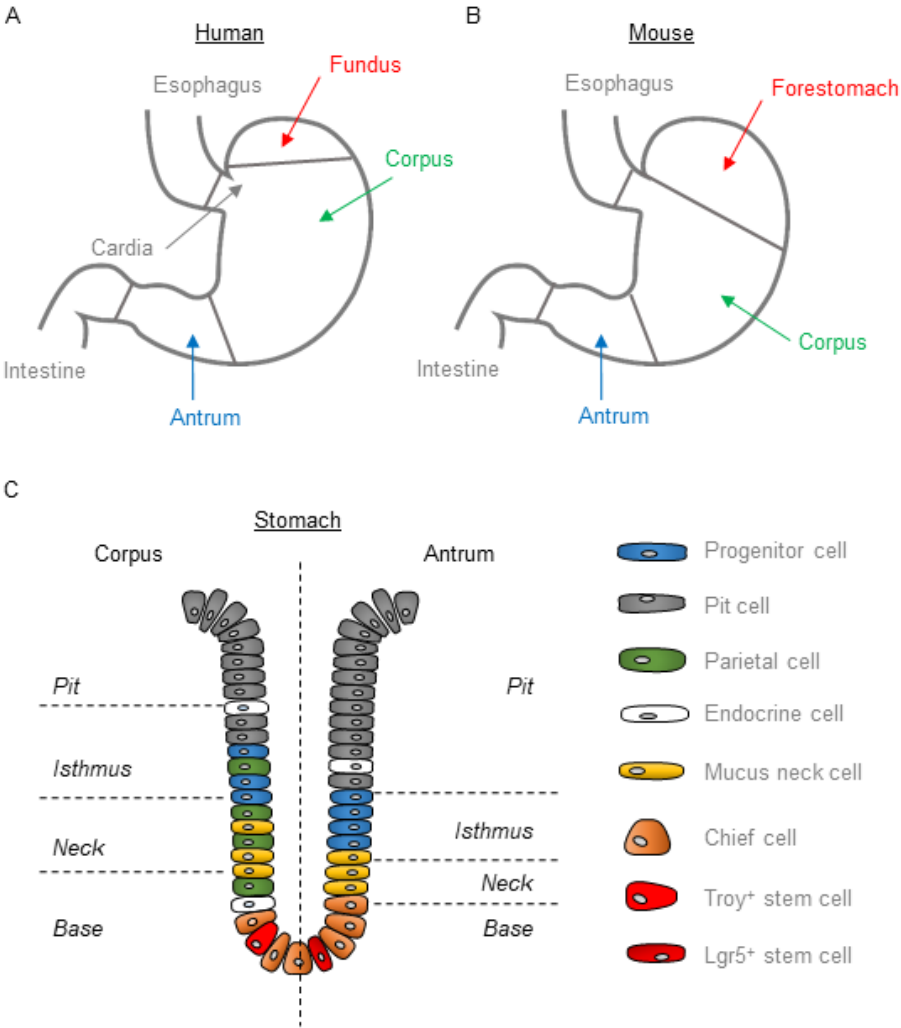 A
Human
Esophagus
Fundus
Corpus
Cardia
Intestine
Antrum
B
Mouse
Esophagus
Forestomach
Corpus
Intestine
Antrum
C
Stomach
Corpus
Antrum
Pit
Isthmus
Neck
Base
Pit
Isthmus
Neck
Base
Progenitor cell
Pit cell
Parietal cell
Endocrine cell
Mucus neck cell
Chief cell
Troy⁺ stem cell
Lgr5⁺ stem cell